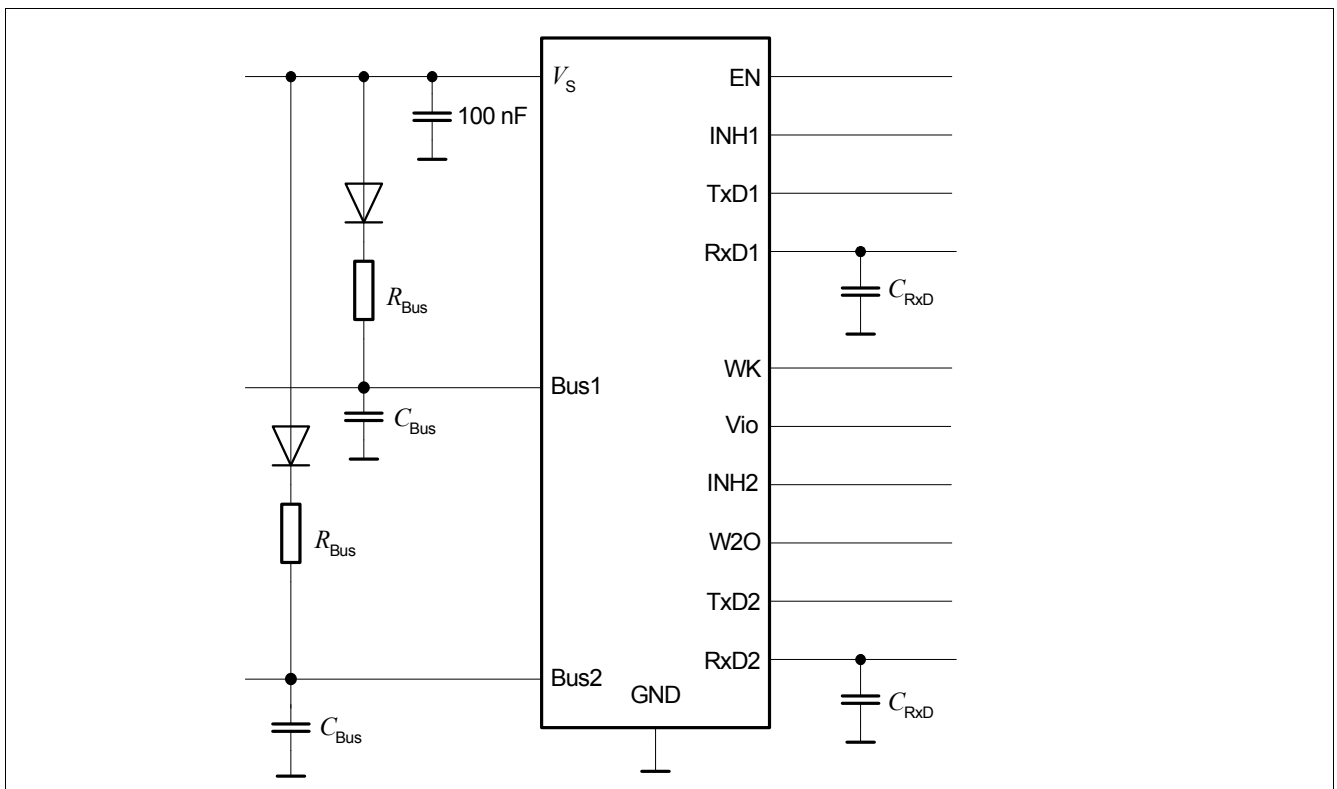 V_S
EN
100 nF
INH1
TxD1
RxD1
R_Bus
C_RxD
WK
Bus1
C_Bus
Vio
INH2
R_Bus
W2O
TxD2
RxD2
Bus2
GND
C_RxD
C_Bus